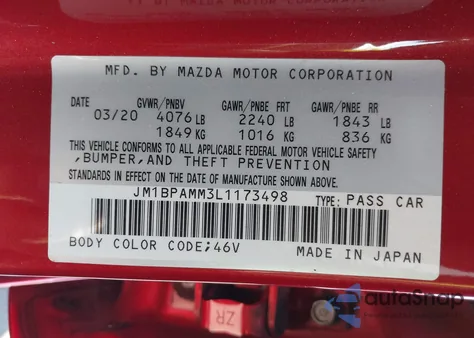 MFD. BY MAZDA MOTOR CORPORATION
GVWR/PNBV GAWR/PNBE FRT GAWR/PNBE RR
03/20 4076 LB 2240 LB 1843 LB
1849 KG 1016 KG 836 KG
THIS VEHICLE CONFORMS TO ALL APPLICABLE FEDERAL MOTOR VEHICLE SAFETY
,BUMPER,AND THEFT PREVENTION
STANDARDS IN EFFECT ON THE DATE OF MANUFACTURE SHOWN ABOVE.
JM1BPAMM3L1173498 TYPE: PASS CAR
BODY COLOR CODE;46V MADE IN JAPAN
ZR
autoSnap